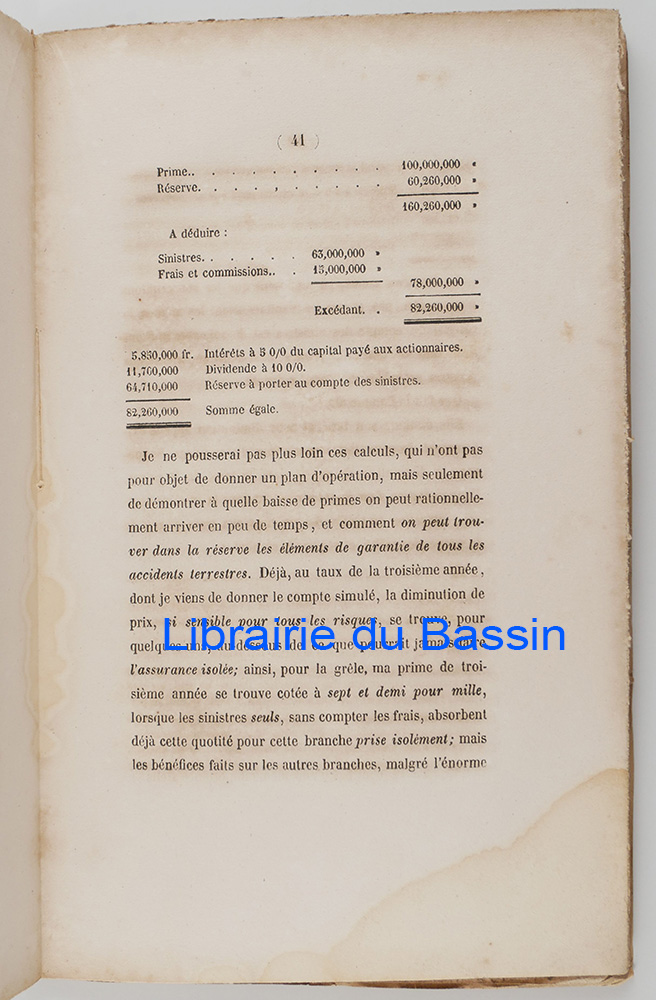 ( 41 )
Prime.. . . . . . . . . . 100,000,000 »
Réserve. . . . , . . . . . 60,260,000 »
160,260,000 »
A déduire :
Sinistres. . . . . . 63,000,000 »
Frais et commissions.. . 15,000,000 »
78,000,000 »
Excédant. . 82,260,000 »
5,850,000 fr. Intérêts à 5 0/0 du capital payé aux actionnaires.
11,700,000 Dividende à 10 0/0.
64,710,000 Réserve à porter au compte des sinistres.
82,260,000 Somme égale.
Je ne pousserai pas plus loin ces calculs, qui n'ont pas
pour objet de donner un plan d'opération, mais seulement
de démontrer à quelle baisse de primes on peut rationnelle-
ment arriver en peu de temps, et comment on peut trou-
ver dans la réserve les éléments de garantie de tous les
accidents terrestres. Déjà, au taux de la troisième année,
dont je viens de donner le compte simulé, la diminution de
prix, si sensible pour tous les risques, se trouve, pour
Librairie du Bassin
quelques-uns, au-dessous de ce que pourrait jamais faire
l'assurance isolée; ainsi, pour la grêle, ma prime de troi-
sième année se trouve cotée à sept et demi pour mille,
lorsque les sinistres seuls, sans compter les frais, absorbent
déjà cette quotité pour cette branche prise isolément; mais
les bénéfices faits sur les autres branches, malgré l'énorme